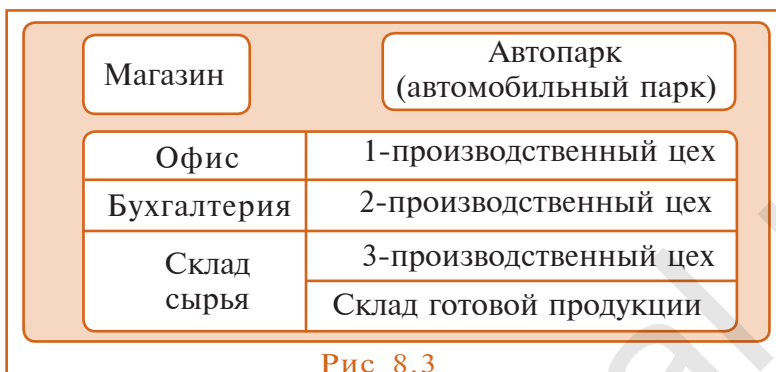 Магазин
Автопарк
(автомобильный парк)
Офис
1-производственный цех
Бухгалтерия
2-производственный цех
Склад
сырья
3-производственный цех
Склад готовой продукции
Рис 8.3